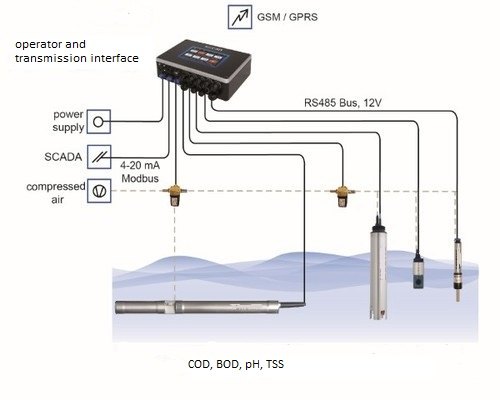 GSM / GPRS
operator and
transmission interface
RS485 Bus, 12V
power
supply
SCADA
4-20 mA
Modbus
compressed
air
COD, BOD, pH, TSS